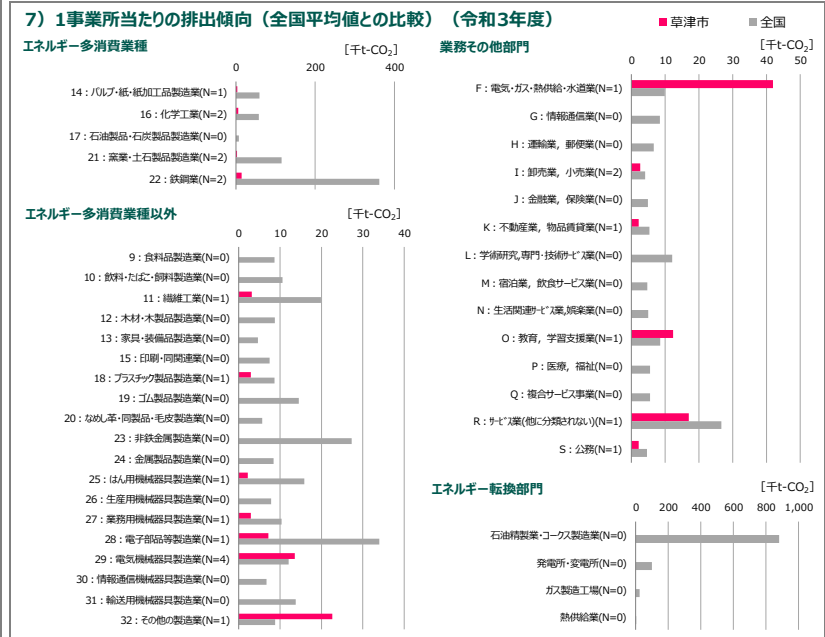 7）1事業所当たりの排出傾向（全国平均値との比較）（令和3年度）
草津市 全国
エネルギー多消費業種
[千t-CO2]
0 200 400
14：パルプ・紙・紙加工品製造業(N=1)
16：化学工業(N=2)
17：石油製品・石炭製品製造業(N=0)
21：窯業・土石製品製造業(N=2)
22：鉄鋼業(N=2)
エネルギー多消費業種以外
[千t-CO2]
0 10 20 30 40
9：食料品製造業(N=0)
10：飲料・たばこ・飼料製造業(N=0)
11：繊維工業(N=1)
12：木材・木製品製造業(N=0)
13：家具・装備品製造業(N=0)
15：印刷・同関連業(N=0)
18：プラスチック製品製造業(N=1)
19：ゴム製品製造業(N=0)
20：なめし革・同製品・毛皮製造業(N=0)
23：非鉄金属製造業(N=0)
24：金属製品製造業(N=0)
25：はん用機械器具製造業(N=1)
26：生産用機械器具製造業(N=0)
27：業務用機械器具製造業(N=1)
28：電子部品等製造業(N=1)
29：電気機械器具製造業(N=4)
30：情報通信機械器具製造業(N=0)
31：輸送用機械器具製造業(N=0)
32：その他の製造業(N=1)
業務その他部門
[千t-CO2]
0 10 20 30 40 50
F：電気・ガス・熱供給・水道業(N=1)
G：情報通信業(N=0)
H：運輸業，郵便業(N=0)
I：卸売業，小売業(N=2)
J：金融業，保険業(N=0)
K：不動産業，物品賃貸業(N=1)
L：学術研究,専門・技術サービス業(N=0)
M：宿泊業，飲食サービス業(N=0)
N：生活関連サービス業,娯楽業(N=0)
O：教育，学習支援業(N=1)
P：医療，福祉(N=0)
Q：複合サービス事業(N=0)
R：サービス業(他に分類されない)(N=1)
S：公務(N=1)
エネルギー転換部門
[千t-CO2]
0 200 400 600 800 1,000
石油精製業・コークス製造業(N=0)
発電所・変電所(N=0)
ガス製造工場(N=0)
熱供給業(N=0)